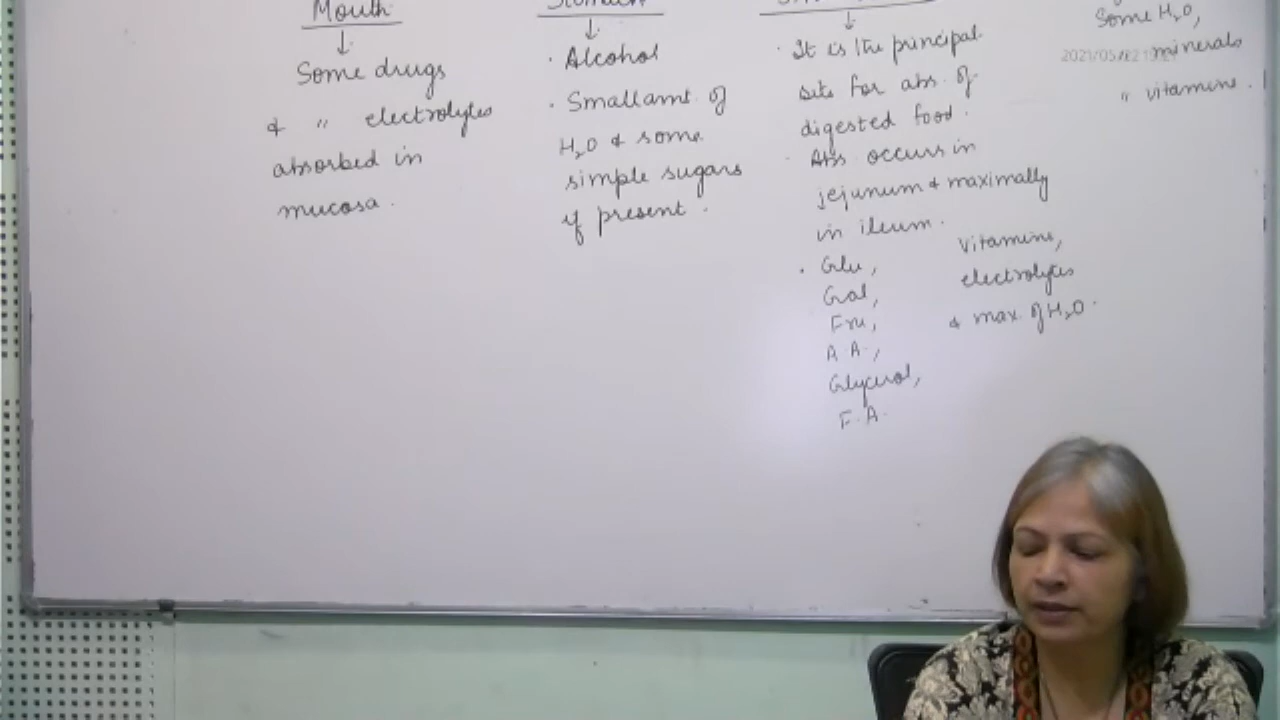 Mouth
↓
Some drugs
& " electrolytes
absorbed in
mucosa.
Stomach
↓
· Alcohol
· Small amt of
H₂O & some
simple sugars
if present.
↓
· It is the principal
site for abs. of
digested food.
· Abs occurs in
jejunum & maximally
in ileum.
· Glu,
Gal,
Fru,
A.A.,
Glycerol,
F.A.
Vitamins,
electrolytes
& max. of H₂O.
Some H₂O,
" minerals
" vitamins.